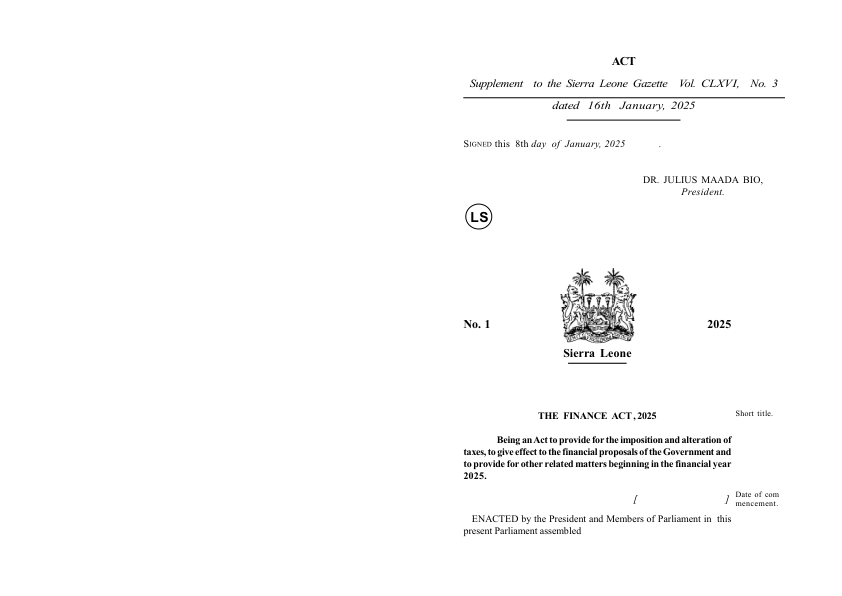 ACT
Supplement to the Sierra Leone Gazette Vol. CLXVI, No. 3
dated 16th January, 2025
SIGNED this 8th day of January, 2025 .
DR. JULIUS MAADA BIO,
President.
LS
No. 1
2025
Sierra Leone
THE FINANCE ACT, 2025
Short title.
Being an Act to provide for the imposition and alteration of
taxes, to give effect to the financial proposals of the Government and
to provide for other related matters beginning in the financial year
2025.
[ ]
Date of com
mencement.
ENACTED by the President and Members of Parliament in this
present Parliament assembled